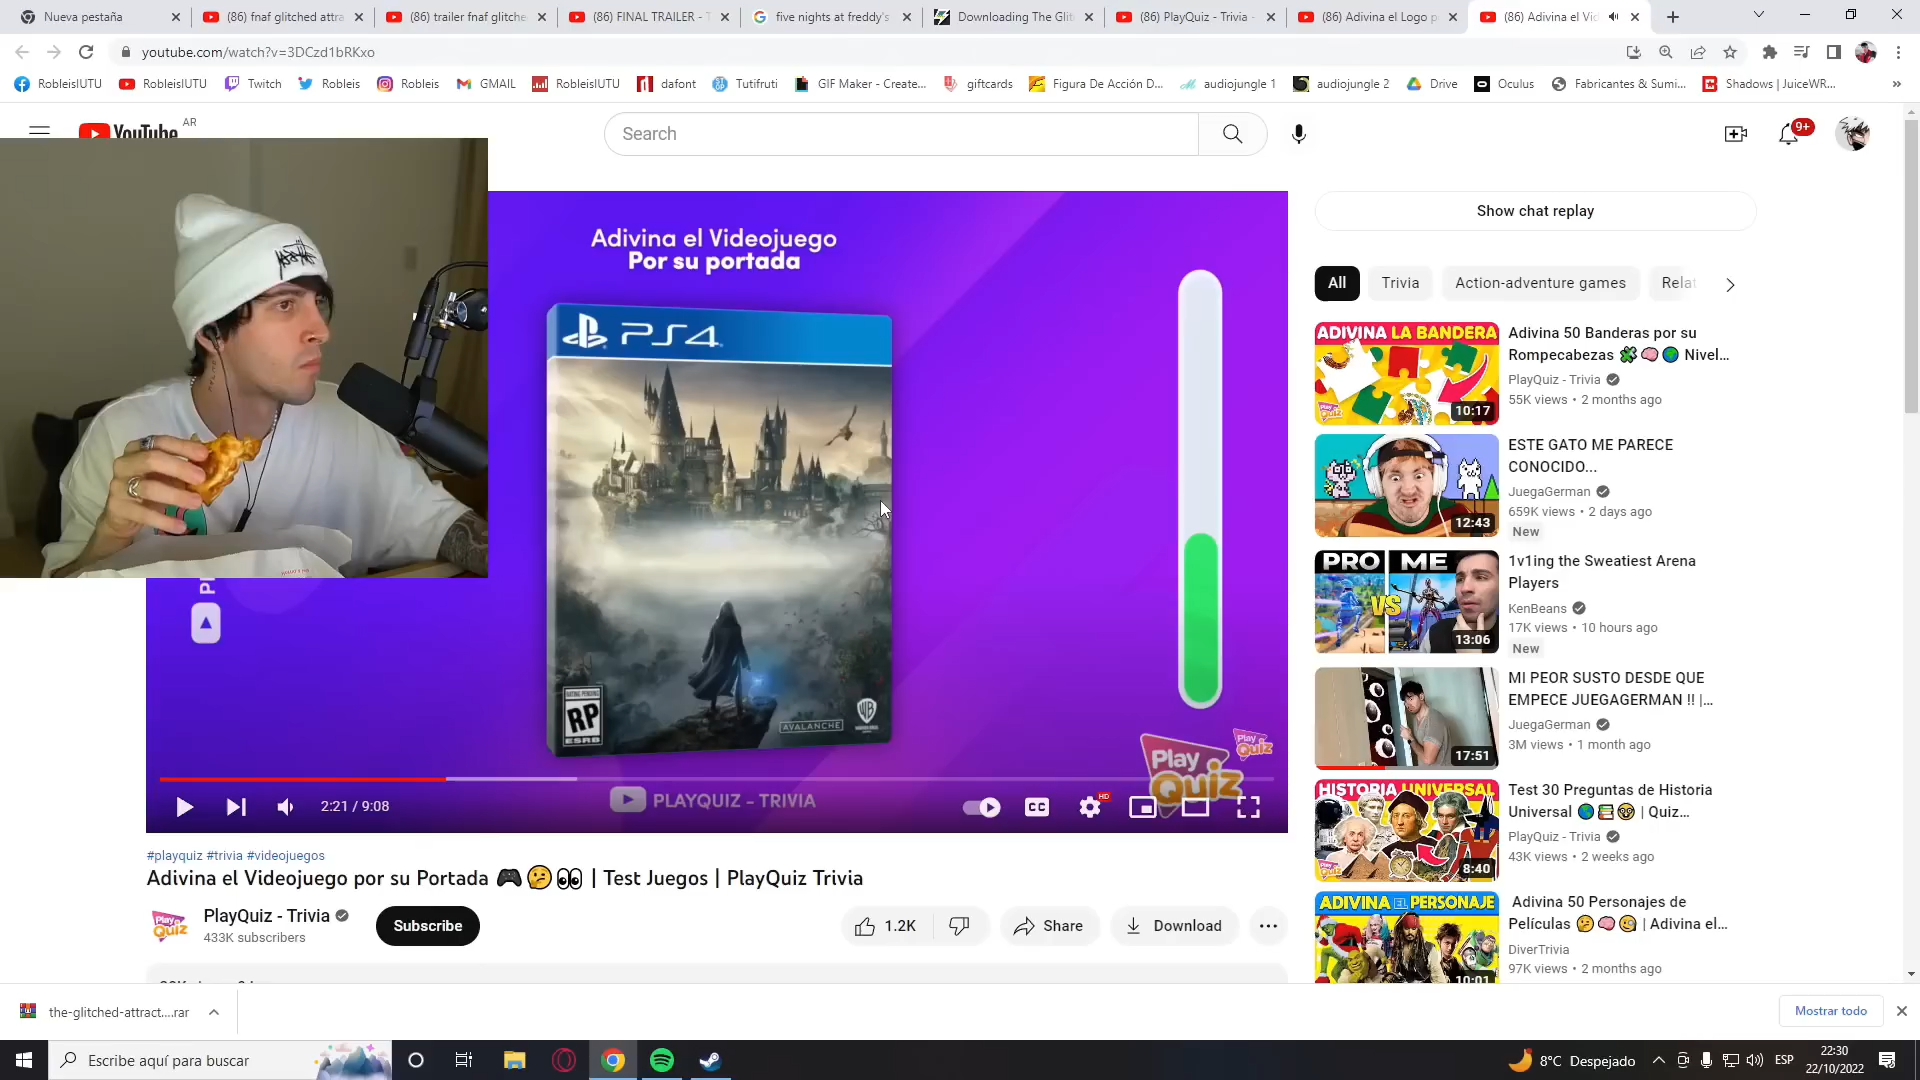 Nueva pestaña
(86) fnaf glitched attra
(86) trailer fnaf glitche
(86) FINAL TRAILER - T
five nights at freddy's
Downloading The Glit
(86) PlayQuiz - Trivia -
(86) Adivina el Logo p
(86) Adivina el Vid
youtube.com/watch?v=3DCzd1bRKxo
RobleisIUTU
RobleisIUTU
Twitch
Robleis
Robleis
GMAIL
RobleisIUTU
dafont
Tutifruti
GIF Maker - Create...
giftcards
Figura De Acción D...
audiojungle 1
audiojungle 2
Drive
Oculus
Fabricantes & Sumi...
Shadows | JuiceWR...
»
YouTube AR
Search
9+
Adivina el Videojuego
Por su portada
PS4
RATING PENDING
RP
ESRB
AVALANCHE
WB
Play Quiz
Play Quiz
PLAYQUIZ - TRIVIA
2:21 / 9:08
CC
HD
#playquiz #trivia #videojuegos
Adivina el Videojuego por su Portada 🎮🤔👀 | Test Juegos | PlayQuiz Trivia
PlayQuiz - Trivia
433K subscribers
Subscribe
1.2K
Share
Download
Show chat replay
All
Trivia
Action-adventure games
Relat
ADIVINA LA BANDERA
10:17
Adivina 50 Banderas por su
Rompecabezas 🧩🧠🌎 Nivel...
PlayQuiz - Trivia
55K views • 2 months ago
12:43
ESTE GATO ME PARECE
CONOCIDO...
JuegaGerman
659K views • 2 days ago
New
PRO ME
VS
13:06
1v1ing the Sweatiest Arena
Players
KenBeans
17K views • 10 hours ago
New
17:51
MI PEOR SUSTO DESDE QUE
EMPECE JUEGAGERMAN !! |...
JuegaGerman
3M views • 1 month ago
HISTORIA UNIVERSAL
8:40
Test 30 Preguntas de Historia
Universal 🌎📚🤓 | Quiz...
PlayQuiz - Trivia
43K views • 2 weeks ago
ADIVINA EL PERSONAJE
10:01
Adivina 50 Personajes de
Películas 🤔🧠🧐 | Adivina el...
DiverTrivia
97K views • 2 months ago
the-glitched-attract....rar
Mostrar todo
Escribe aquí para buscar
8°C Despejado
ESP
22:30
22/10/2022